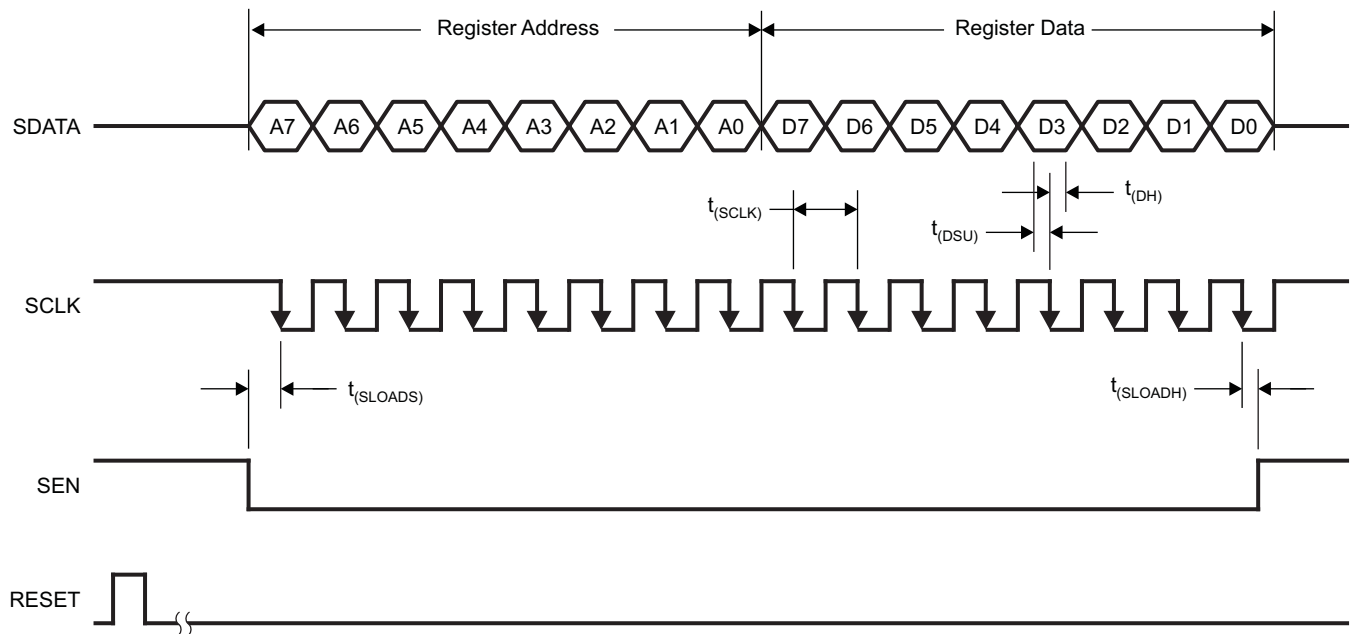 Register Address
Register Data
SDATA
A7 A6 A5 A4 A3 A2 A1 A0 D7 D6 D5 D4 D3 D2 D1 D0
t(DH)
t(SCLK)
t(DSU)
SCLK
t(SLOADS)
t(SLOADH)
SEN
RESET